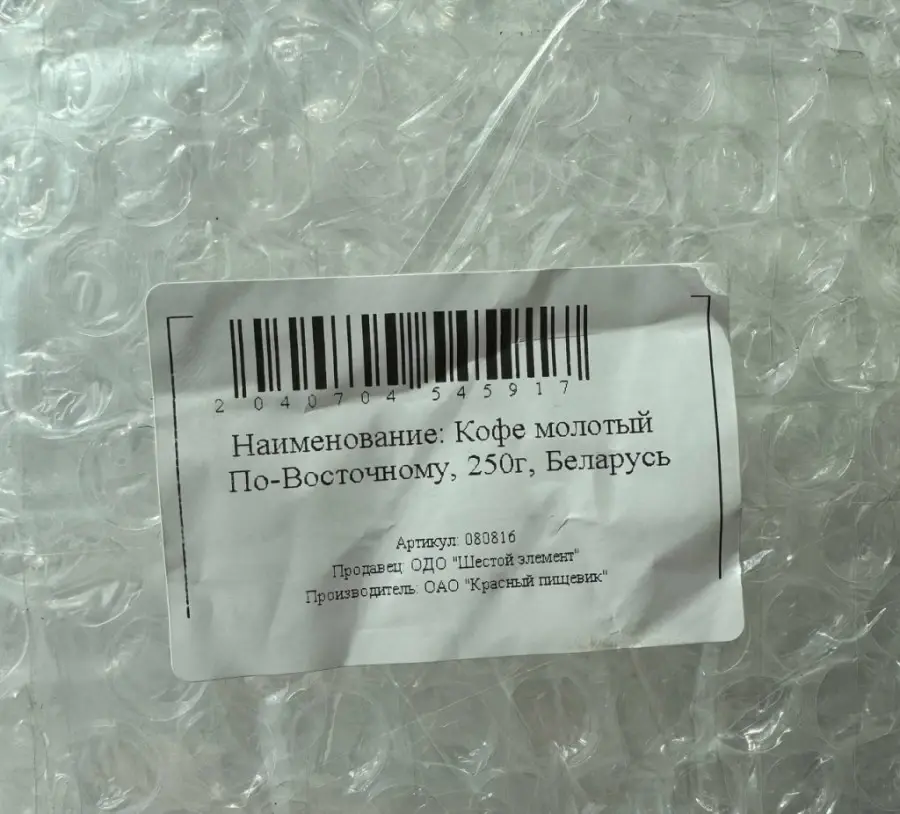 2 040704 545917
Наименование: Кофе молотый
По-Восточному, 250г, Беларусь
Артикул: 080816
Продавец: ОДО "Шестой элемент"
Производитель: ОАО "Красный пищевик"